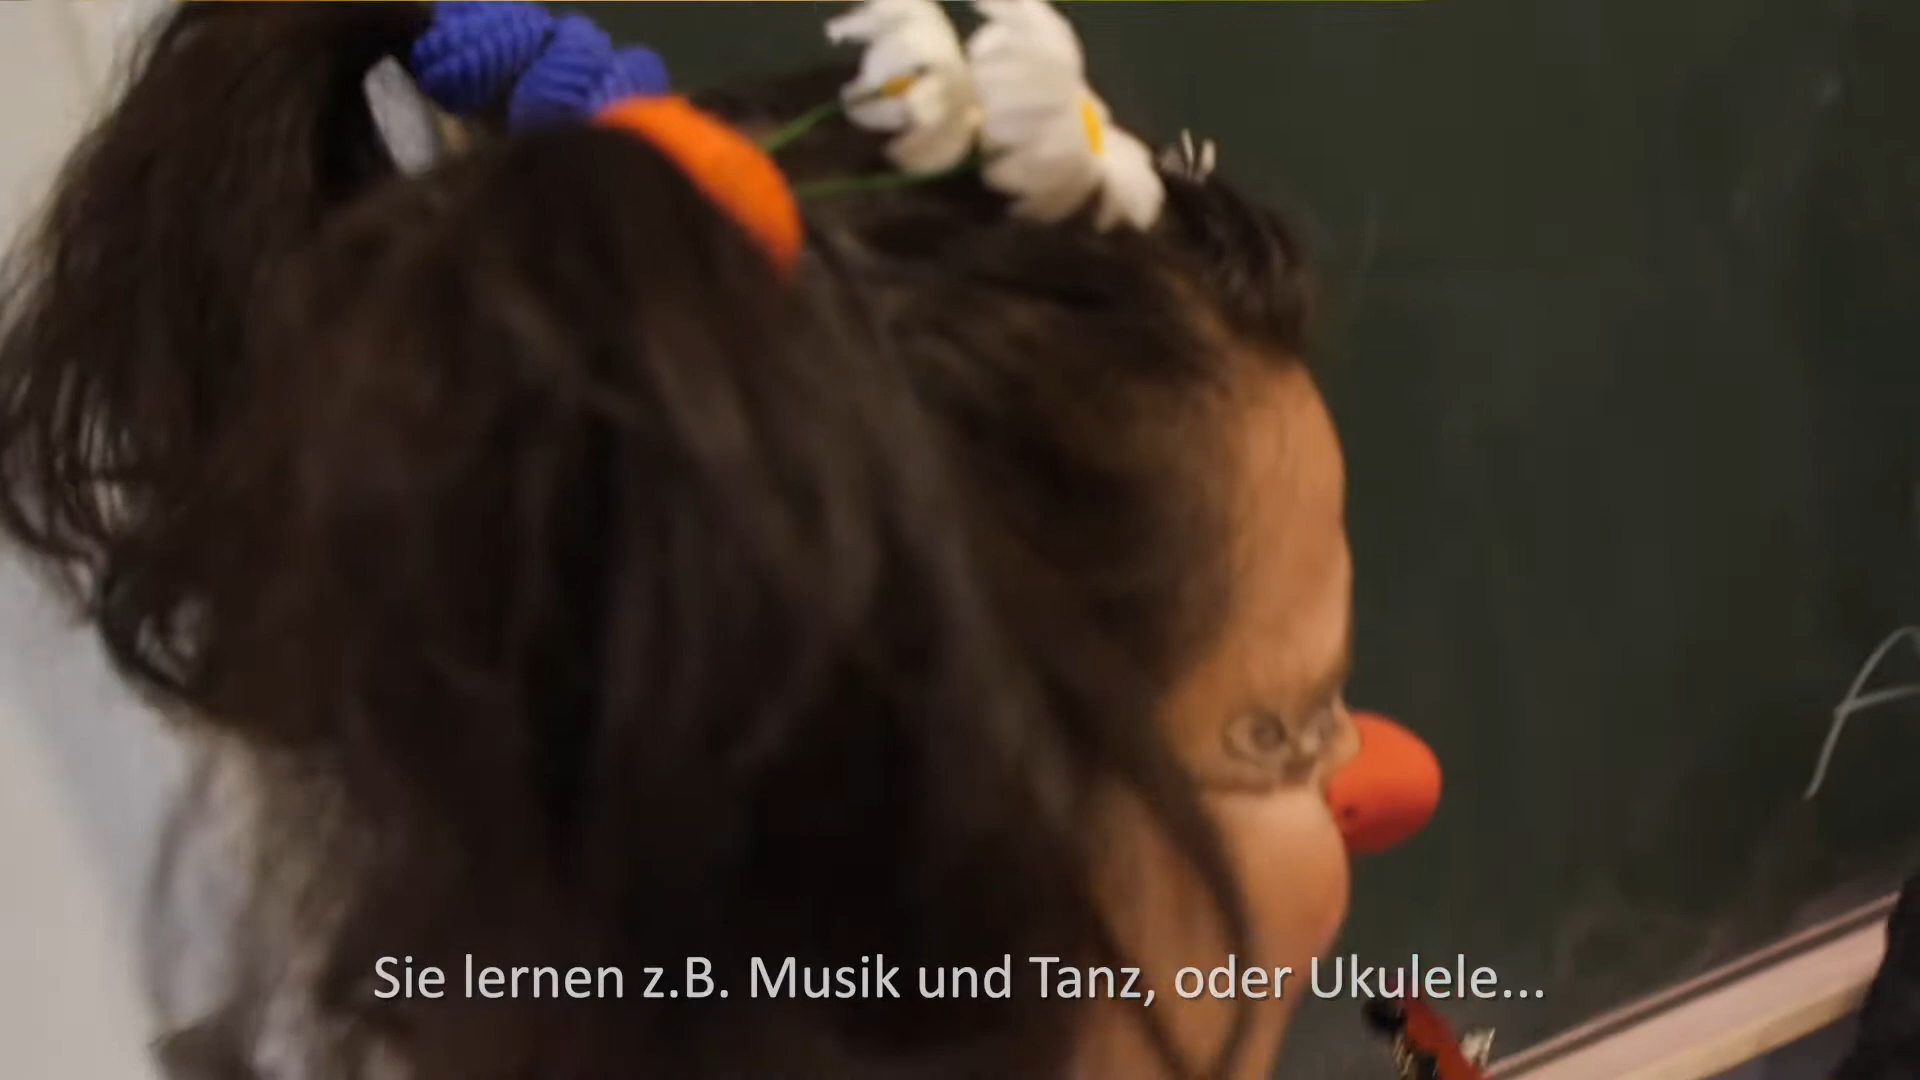 A
Sie lernen z.B. Musik und Tanz, oder Ukulele...